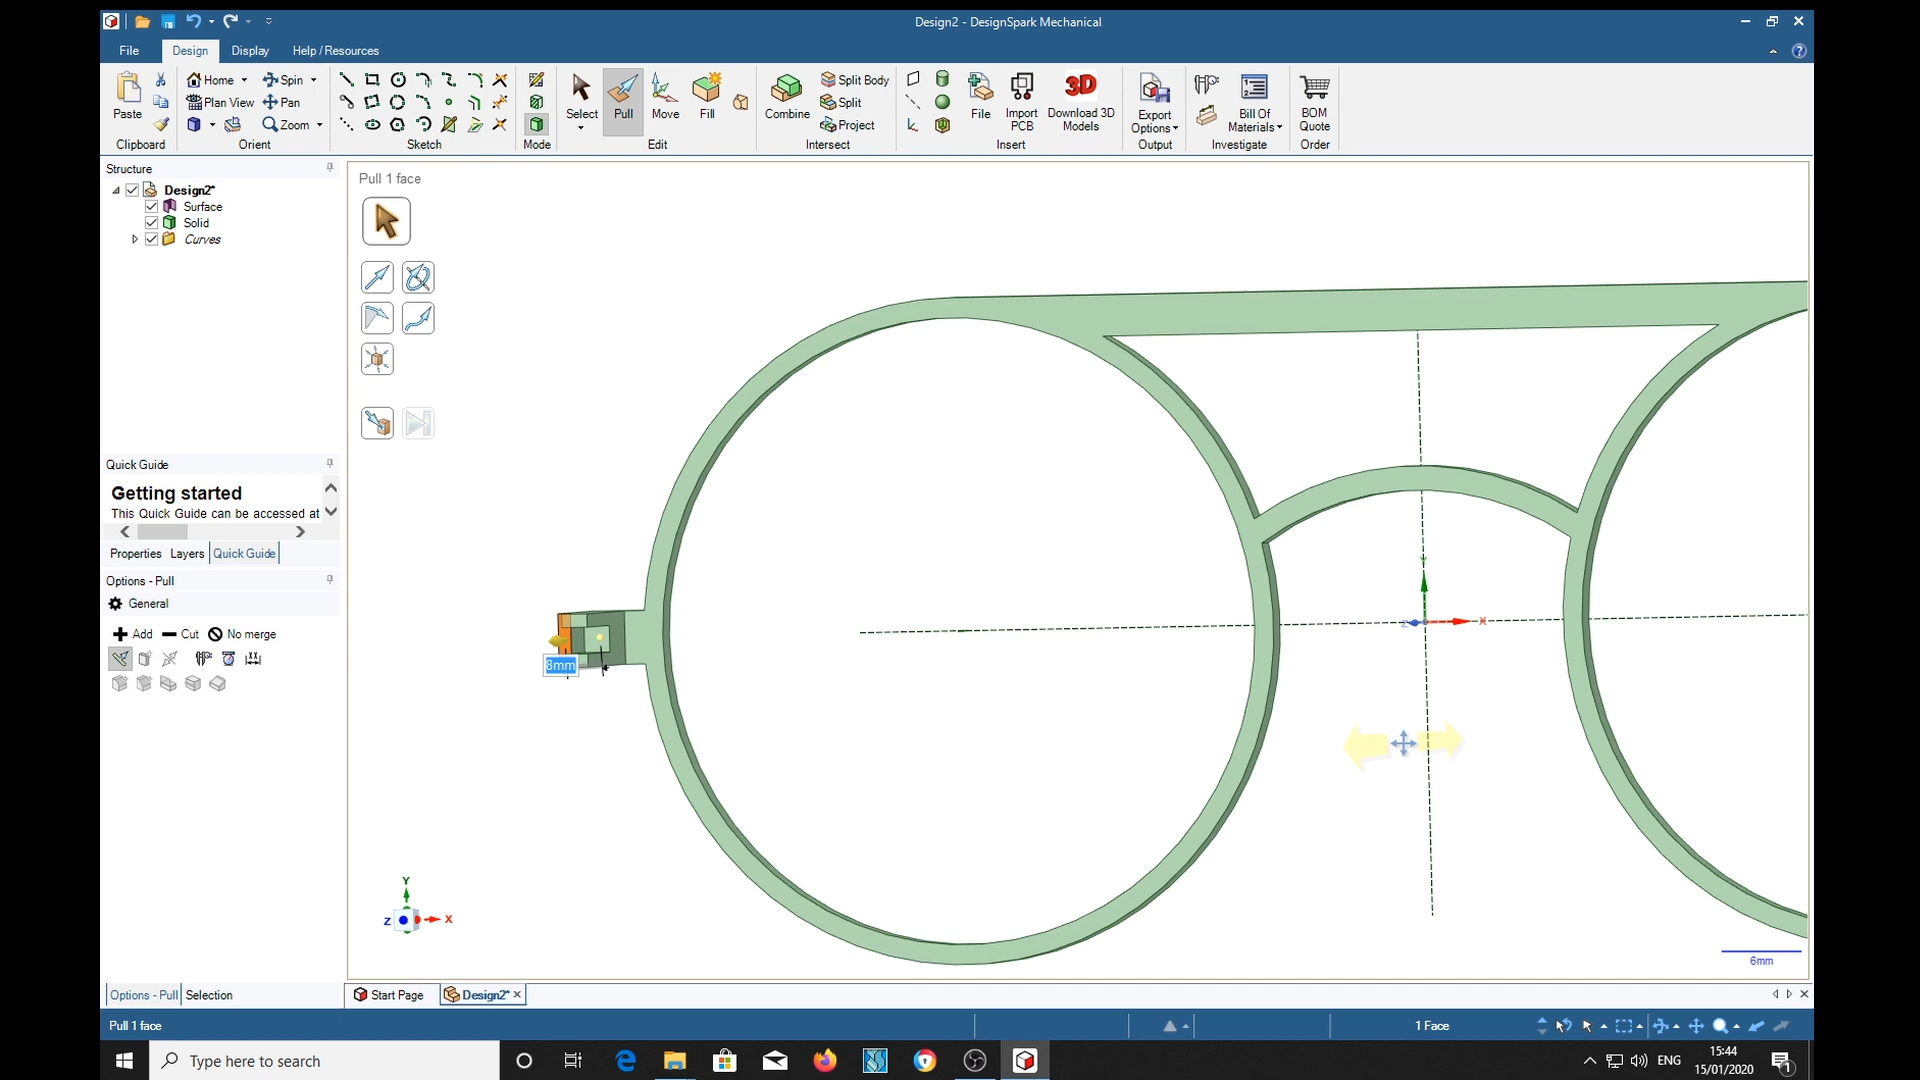 Design2 - DesignSpark Mechanical
File Design Display Help / Resources
Home Spin
Plan View Pan
Zoom
Paste
Select Pull Move Fill
Combine
Split Body
Split
Project
File Import PCB Download 3D Models
Export Options
Bill Of Materials
BOM Quote
Clipboard Orient Sketch Mode Edit Intersect Insert Output Investigate Order
Structure
Design2*
Surface
Solid
Curves
Pull 1 face
Quick Guide
Getting started
This Quick Guide can be accessed at
Properties Layers Quick Guide
Options - Pull
General
Add Cut No merge
8mm
X
Y
Z
X
6mm
Options - Pull Selection
Start Page Design2*
Pull 1 face
1 Face
Type here to search
ENG
15:44
15/01/2020
1